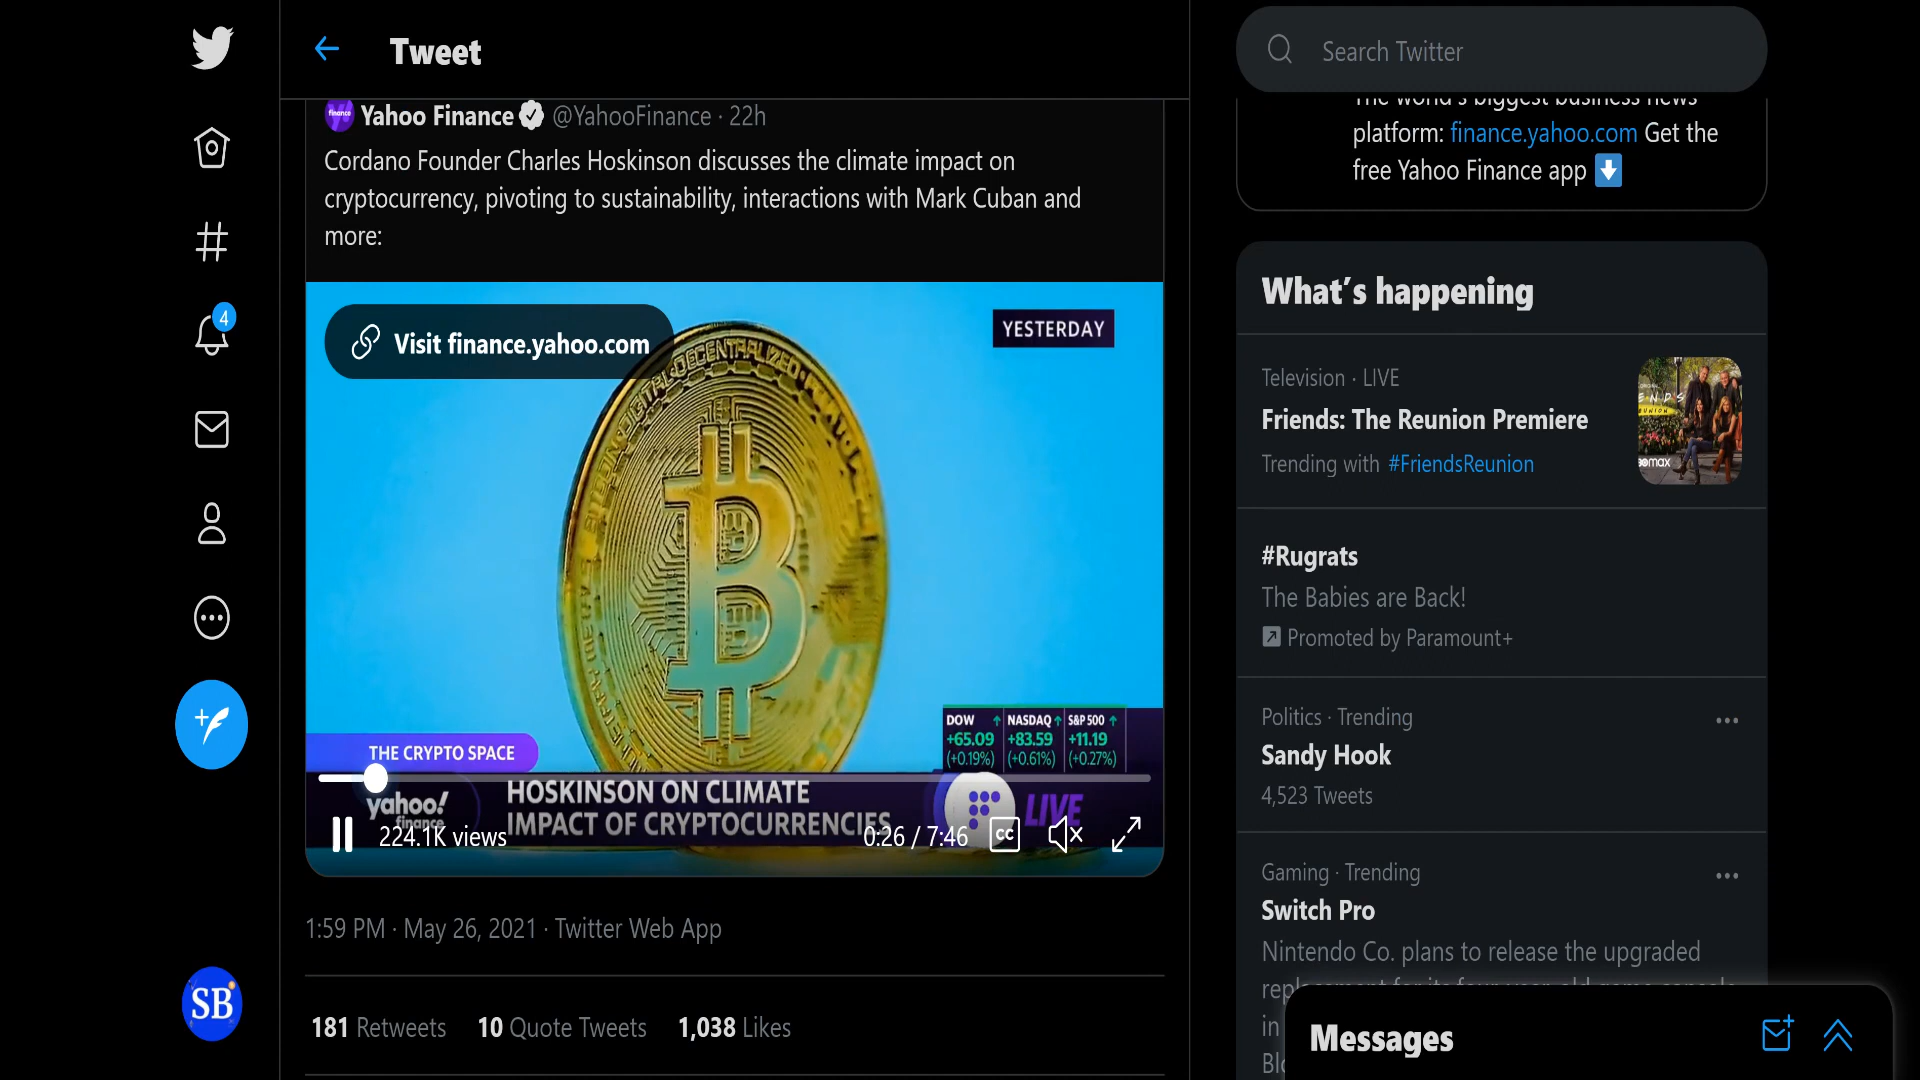 Tweet
Yahoo Finance @YahooFinance · 22h
Cordano Founder Charles Hoskinson discusses the climate impact on
cryptocurrency, pivoting to sustainability, interactions with Mark Cuban and
more:
finance
Visit finance.yahoo.com
YESTERDAY
DECENTRALIZED
DIGITAL
THE CRYPTO SPACE
DOW NASDAQ S&P 500
+65.09 +83.59 +11.19
(+0.19%) (+0.61%) (+0.27%)
yahoo!
finance
HOSKINSON ON CLIMATE
IMPACT OF CRYPTOCURRENCIES
LIVE
224.1K views
0:26 / 7:46
CC
1:59 PM · May 26, 2021 · Twitter Web App
181 Retweets 10 Quote Tweets 1,038 Likes
4
SB
Search Twitter
The world's biggest business news
platform: finance.yahoo.com Get the
free Yahoo Finance app
What's happening
Television · LIVE
Friends: The Reunion Premiere
Trending with #FriendsReunion
#Rugrats
The Babies are Back!
Promoted by Paramount+
Politics · Trending
Sandy Hook
4,523 Tweets
Gaming · Trending
Switch Pro
Nintendo Co. plans to release the upgraded
in
Messages